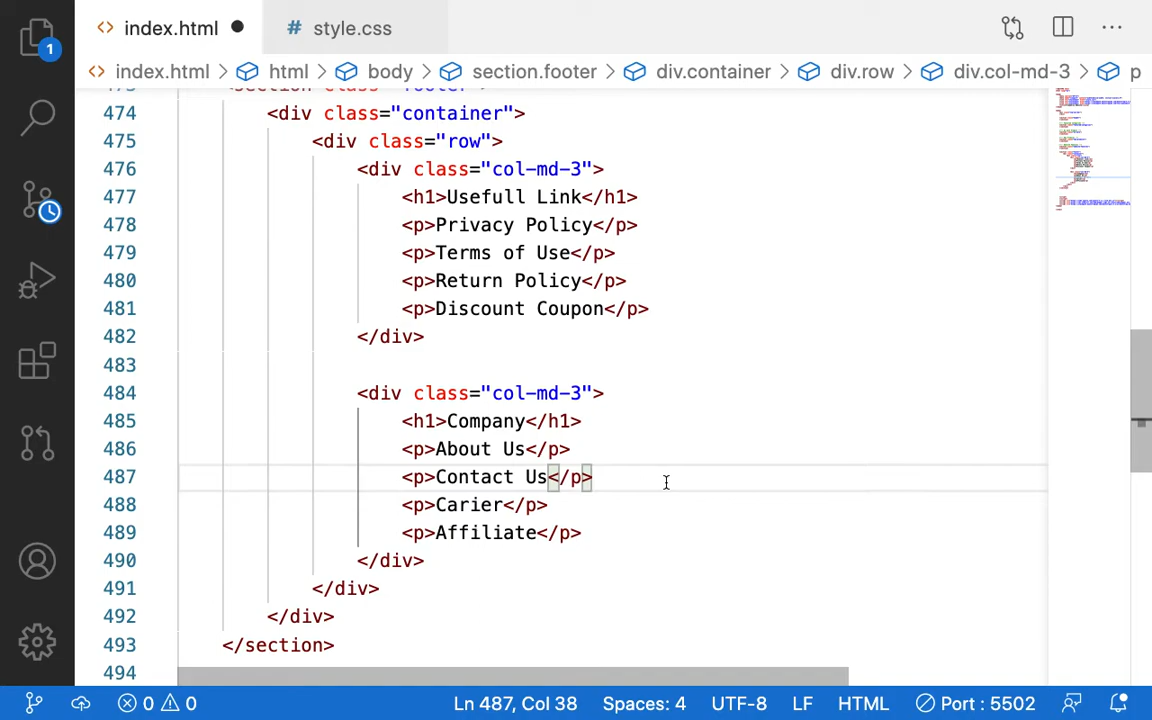 index.html
# style.css
1
index.html > html > body > section.footer > div.container > div.row > div.col-md-3 > p
474 <div class="container">
475 <div class="row">
476 <div class="col-md-3">
477 <h1>Usefull Link</h1>
478 <p>Privacy Policy</p>
479 <p>Terms of Use</p>
480 <p>Return Policy</p>
481 <p>Discount Coupon</p>
482 </div>
483
484 <div class="col-md-3">
485 <h1>Company</h1>
486 <p>About Us</p>
487 <p>Contact Us</p>
488 <p>Carier</p>
489 <p>Affiliate</p>
490 </div>
491 </div>
492 </div>
493 </section>
494
0 0 Ln 487, Col 38 Spaces: 4 UTF-8 LF HTML Port : 5502